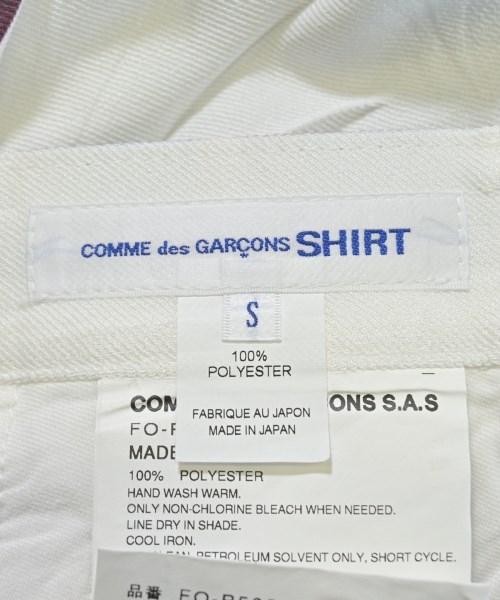 COMME des GARÇONS SHIRT
S
100%
POLYESTER
FABRIQUE AU JAPON
MADE IN JAPAN
COM ONS S.A.S
FO-
MADE
100% POLYESTER
HAND WASH WARM.
ONLY NON-CHLORINE BLEACH WHEN NEEDED.
LINE DRY IN SHADE.
COOL IRON.
PETROLEUM SOLVENT ONLY, SHORT CYCLE.
品番